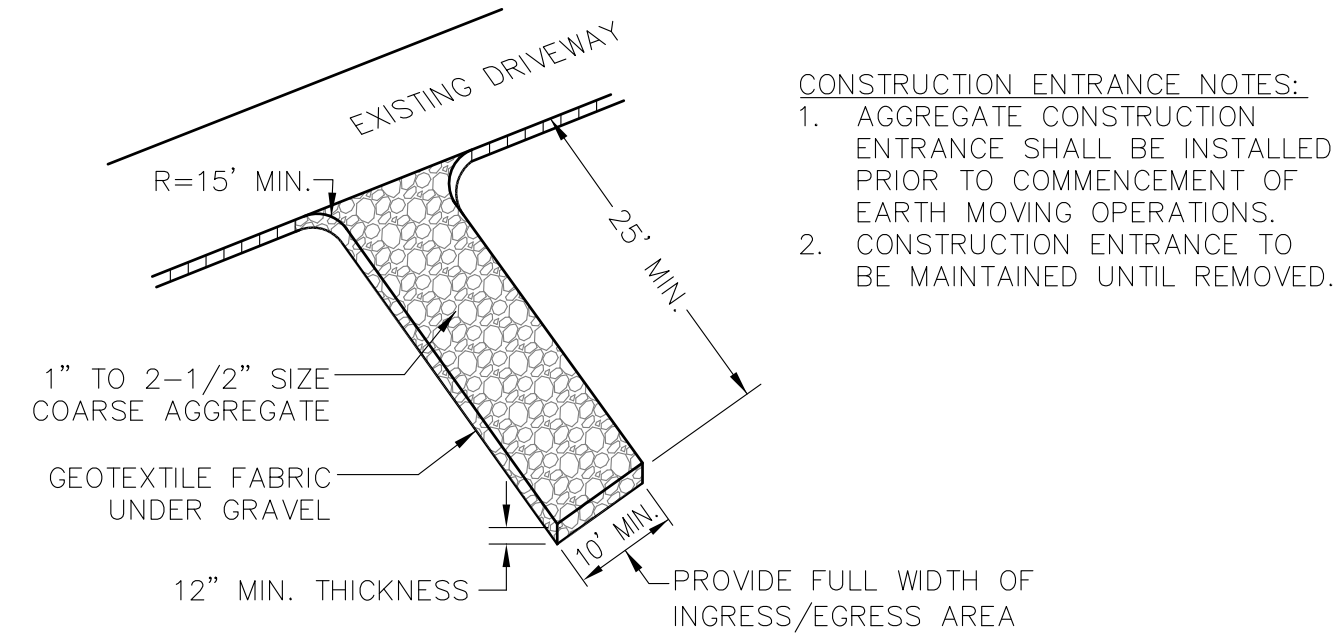 EXISTING DRIVEWAY
R=15' MIN.
25' MIN.
1" TO 2-1/2" SIZE
COARSE AGGREGATE
GEOTEXTILE FABRIC
UNDER GRAVEL
12" MIN. THICKNESS
10' MIN.
PROVIDE FULL WIDTH OF
INGRESS/EGRESS AREA
CONSTRUCTION ENTRANCE NOTES:
1. AGGREGATE CONSTRUCTION
ENTRANCE SHALL BE INSTALLED
PRIOR TO COMMENCEMENT OF
EARTH MOVING OPERATIONS.
2. CONSTRUCTION ENTRANCE TO
BE MAINTAINED UNTIL REMOVED.